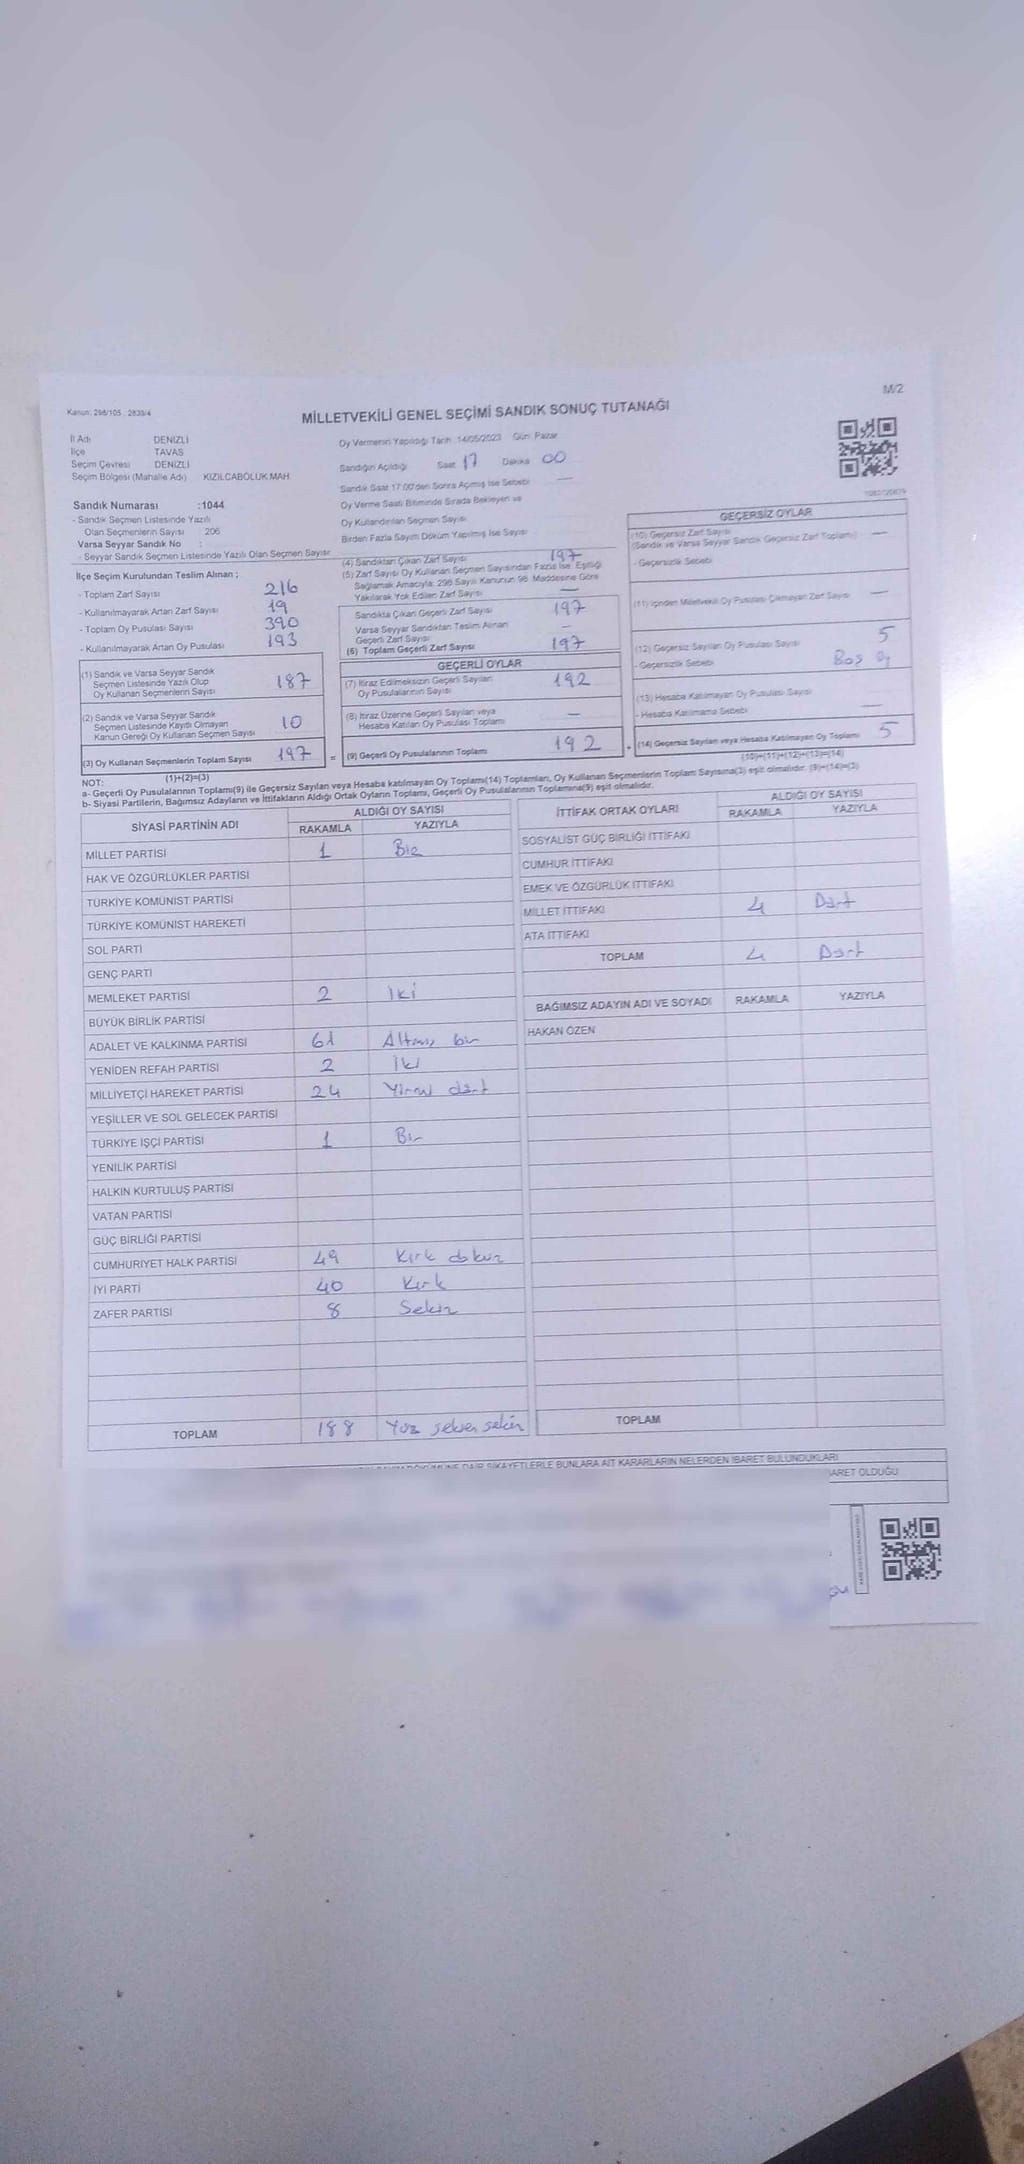 M/2
Kanun: 298/105 , 2839/4
MİLLETVEKİLİ GENEL SEÇİMİ SANDIK SONUÇ TUTANAĞI
İl Adı DENİZLİ
İlçe TAVAS
Seçim Çevresi DENİZLİ
Seçim Bölgesi (Mahalle Adı) KIZILCABÖLÜK MAH.
Sandık Numarası :1044
- Sandık Seçmen Listesinde Yazılı
Olan Seçmenlerin Sayısı 206
Varsa Seyyar Sandık No :
- Seyyar Sandık Seçmen Listesinde Yazılı Olan Seçmen Sayısı
İlçe Seçim Kurulundan Teslim Alınan ;
- Toplam Zarf Sayısı 216
- Kullanılmayarak Artan Zarf Sayısı 19
- Toplam Oy Pusulası Sayısı 390
- Kullanılmayarak Artan Oy Pusulası 193
(1) Sandık ve Varsa Seyyar Sandık
Seçmen Listesinde Yazılı Olup
Oy Kullanan Seçmenlerin Sayısı 187
(2) Sandık ve Varsa Seyyar Sandık
Seçmen Listesinde Kayıtlı Olmayan
Kanun Gereği Oy Kullanan Seçmen Sayısı 10
(3) Oy Kullanan Seçmenlerin Toplam Sayısı 197
(1)+(2)=(3)
Oy Vermenin Yapıldığı Tarih 14/05/2023 Gün: Pazar
Sandığın Açıldığı Saat 17 Dakika 00
Sandık Saat 17.00'den Sonra Açılmış İse Sebebi —
Oy Verme Saati Bitiminde Sırada Bekleyen ve
Oy Kullandırılan Seçmen Sayısı
Birden Fazla Sayım Döküm Yapılmış İse Sayısı
(4) Sandıktan Çıkan Zarf Sayısı 197
(5) Zarf Sayısı Oy Kullanan Seçmen Sayısından Fazla İse, Eşitliği
Sağlamak Amacıyla; 298 Sayılı Kanunun 98. Maddesine Göre
Yakılarak Yok Edilen Zarf Sayısı —
Sandıkta Çıkan Geçerli Zarf Sayısı 197
Varsa Seyyar Sandıktan Teslim Alınan
Geçerli Zarf Sayısı —
(6) Toplam Geçerli Zarf Sayısı 197
GEÇERLİ OYLAR
(7) İtiraz Edilmeksizin Geçerli Sayılan
Oy Pusulalarının Sayısı 192
(8) İtiraz Üzerine Geçerli Sayılan veya
Hesaba Katılan Oy Pusulası Toplamı —
= (9) Geçerli Oy Pusulalarının Toplamı 192 +
GEÇERSİZ OYLAR
(10) Geçersiz Zarf Sayısı
(Sandık ve Varsa Seyyar Sandık Geçersiz Zarf Toplamı) —
- Geçersizlik Sebebi
(11) İçinden Milletvekili Oy Pusulası Çıkmayan Zarf Sayısı —
(12) Geçersiz Sayılan Oy Pusulası Sayısı 5
- Geçersizlik Sebebi Boş oy
(13) Hesaba Katılmayan Oy Pusulası Sayısı
- Hesaba Katılmama Sebebi —
(14) Geçersiz Sayılan veya Hesaba Katılmayan Oy Toplamı 5
(10)+(11)+(12)+(13)=(14)
NOT:
a- Geçerli Oy Pusulalarının Toplamı(9) ile Geçersiz Sayılan veya Hesaba katılmayan Oy Toplamı(14) Toplamları, Oy Kullanan Seçmenlerin Toplam Sayısına(3) eşit olmalıdır. (9)+(14)=(3)
b- Siyasi Partilerin, Bağımsız Adayların ve İttifakların Aldığı Ortak Oyların Toplamı, Geçerli Oy Pusulalarının Toplamına(9) eşit olmalıdır.
SİYASİ PARTİNİN ADI ALDIĞI OY SAYISI
RAKAMLA YAZIYLA
MİLLET PARTİSİ 1 Bir
HAK VE ÖZGÜRLÜKLER PARTİSİ
TÜRKİYE KOMÜNİST PARTİSİ
TÜRKİYE KOMÜNİST HAREKETİ
SOL PARTİ
GENÇ PARTİ
MEMLEKET PARTİSİ 2 İki
BÜYÜK BİRLİK PARTİSİ
ADALET VE KALKINMA PARTİSİ 61 Altmış bir
YENİDEN REFAH PARTİSİ 2 İki
MİLLİYETÇİ HAREKET PARTİSİ 24 Yirmi dört
YEŞİLLER VE SOL GELECEK PARTİSİ
TÜRKİYE İŞÇİ PARTİSİ 1 Bir
YENİLİK PARTİSİ
HALKIN KURTULUŞ PARTİSİ
VATAN PARTİSİ
GÜÇ BİRLİĞİ PARTİSİ
CUMHURİYET HALK PARTİSİ 49 Kırk dokuz
İYİ PARTİ 40 Kırk
ZAFER PARTİSİ 8 Sekiz
TOPLAM 188 Yüz seksen sekiz
İTTİFAK ORTAK OYLARI ALDIĞI OY SAYISI
RAKAMLA YAZIYLA
SOSYALİST GÜÇ BİRLİĞİ İTTİFAKI
CUMHUR İTTİFAKI
EMEK VE ÖZGÜRLÜK İTTİFAKI
MİLLET İTTİFAKI 4 Dört
ATA İTTİFAKI
TOPLAM 4 Dört
BAĞIMSIZ ADAYIN ADI VE SOYADI RAKAMLA YAZIYLA
HAKAN ÖZEN
TOPLAM
DÖKÜMÜNE DAİR ŞİKAYETLERLE BUNLARA AİT KARARLARIN NELERDEN İBARET BULUNDUKLARI
OLDUĞU